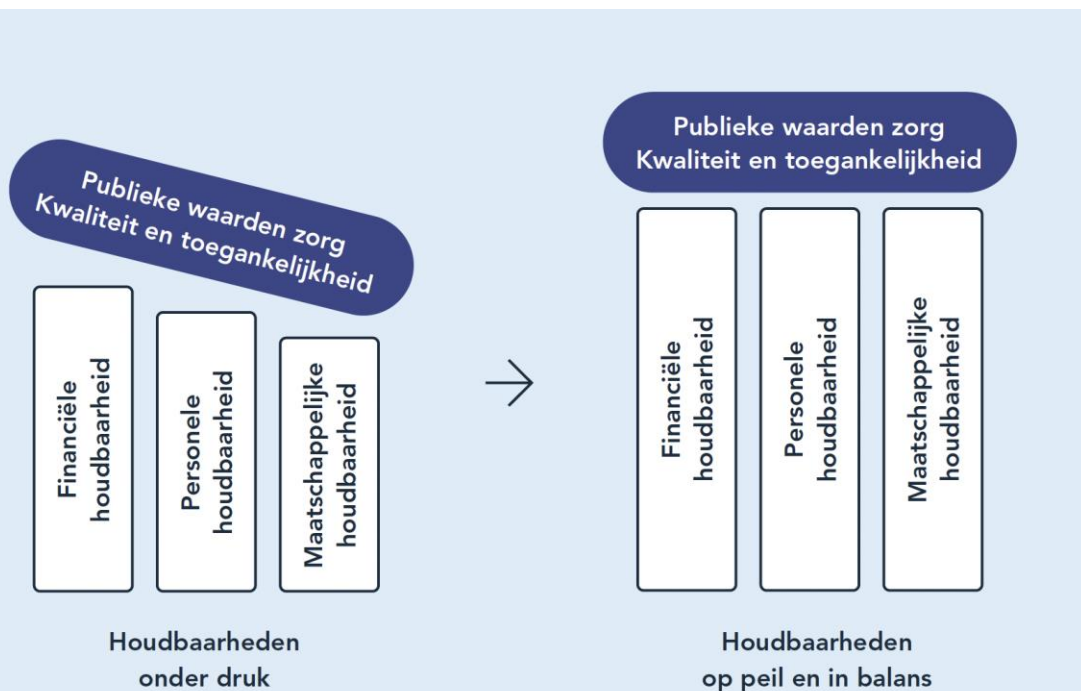 Publieke waarden zorg
Kwaliteit en toegankelijkheid
Financiële
houdbaarheid
Personele
houdbaarheid
Maatschappelijke
houdbaarheid
Houdbaarheden
onder druk
Publieke waarden zorg
Kwaliteit en toegankelijkheid
Financiële
houdbaarheid
Personele
houdbaarheid
Maatschappelijke
houdbaarheid
Houdbaarheden
op peil en in balans